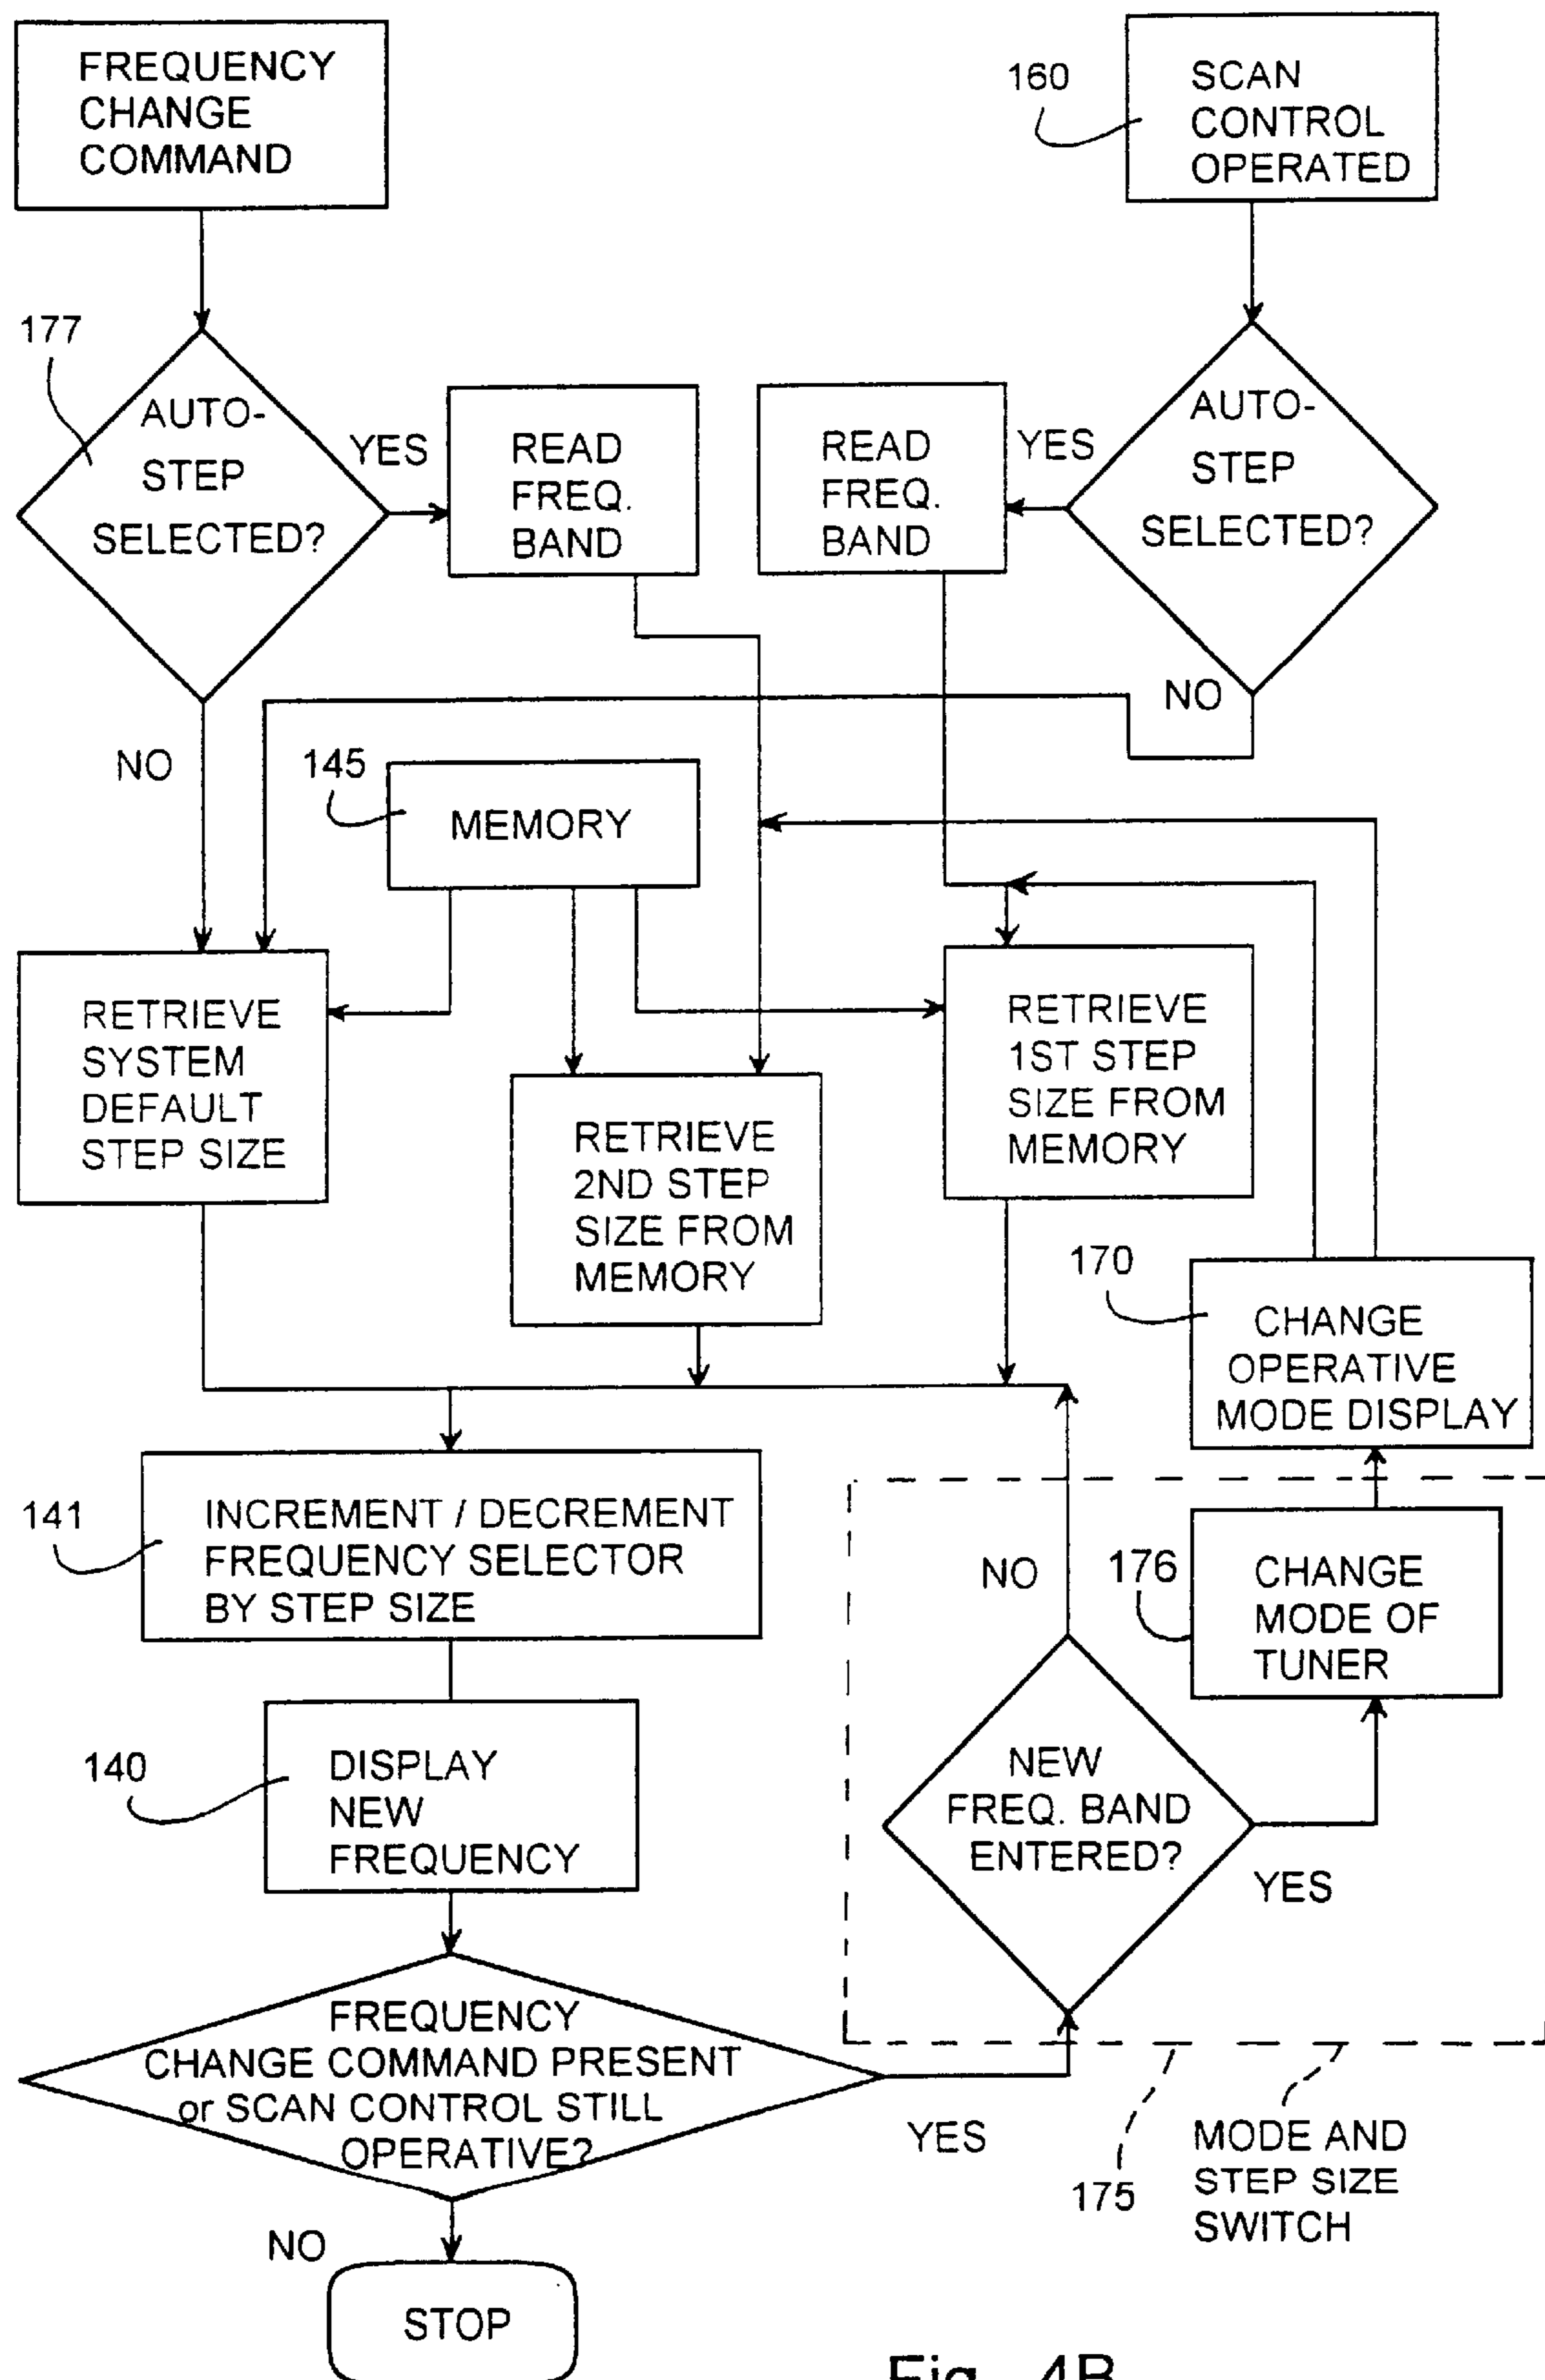 FREQUENCY
CHANGE
COMMAND
160
SCAN
CONTROL
OPERATED
177
AUTO-
STEP
SELECTED?
YES
READ
FREQ.
BAND
READ
FREQ.
BAND
YES
AUTO-
STEP
SELECTED?
NO
NO
145
MEMORY
RETRIEVE
SYSTEM
DEFAULT
STEP SIZE
RETRIEVE
2ND STEP
SIZE FROM
MEMORY
RETRIEVE
1ST STEP
SIZE FROM
MEMORY
170
CHANGE
OPERATIVE
MODE DISPLAY
141
INCREMENT / DECREMENT
FREQUENCY SELECTOR
BY STEP SIZE
NO
176
CHANGE
MODE OF
TUNER
140
DISPLAY
NEW
FREQUENCY
NEW
FREQ. BAND
ENTERED?
YES
FREQUENCY
CHANGE COMMAND PRESENT
or SCAN CONTROL STILL
OPERATIVE?
YES
175
MODE AND
STEP SIZE
SWITCH
NO
STOP
Fig. 4B